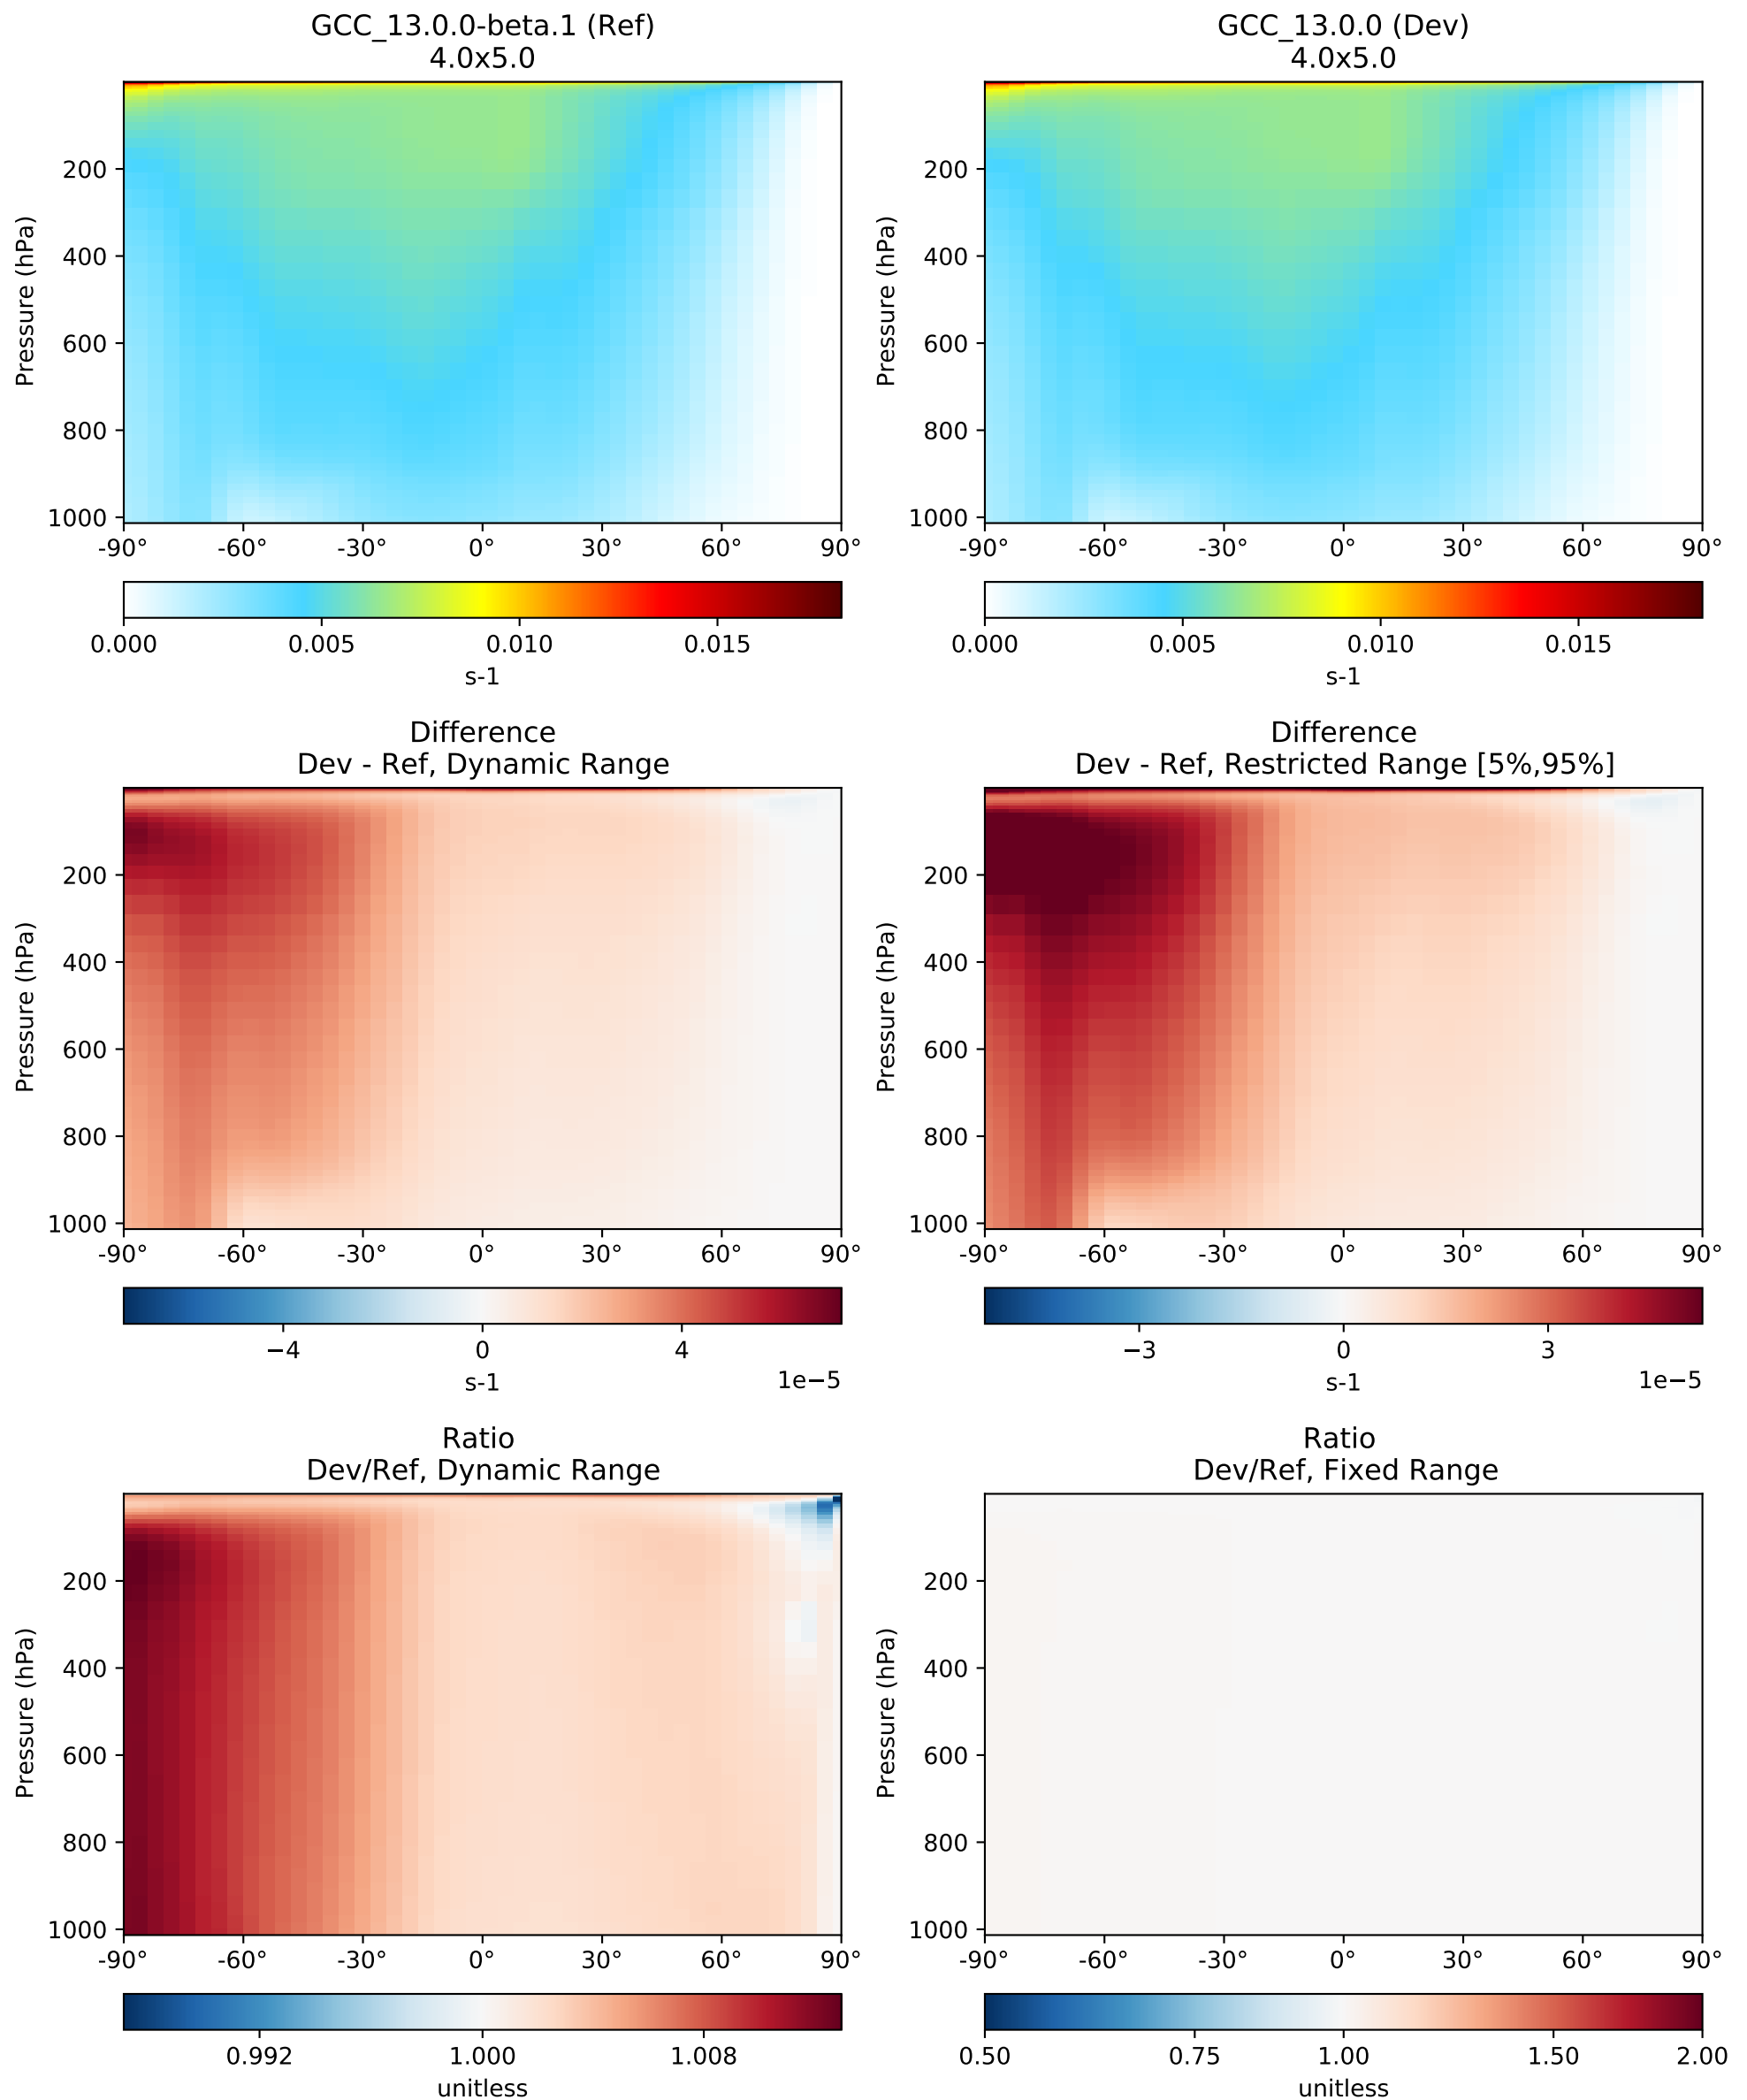 GCC_13.0.0-beta.1 (Ref)
4.0x5.0
GCC_13.0.0 (Dev)
4.0x5.0
Pressure (hPa)
200
400
600
800
1000
-90° -60° -30° 0° 30° 60° 90°
0.000 0.005 0.010 0.015
s-1
Pressure (hPa)
200
400
600
800
1000
-90° -60° -30° 0° 30° 60° 90°
0.000 0.005 0.010 0.015
s-1
Difference
Dev - Ref, Dynamic Range
Pressure (hPa)
200
400
600
800
1000
-90° -60° -30° 0° 30° 60° 90°
−4 0 4
s-1 1e−5
Difference
Dev - Ref, Restricted Range [5%,95%]
Pressure (hPa)
200
400
600
800
1000
-90° -60° -30° 0° 30° 60° 90°
−3 0 3
s-1 1e−5
Ratio
Dev/Ref, Dynamic Range
Pressure (hPa)
200
400
600
800
1000
-90° -60° -30° 0° 30° 60° 90°
0.992 1.000 1.008
unitless
Ratio
Dev/Ref, Fixed Range
Pressure (hPa)
200
400
600
800
1000
-90° -60° -30° 0° 30° 60° 90°
0.50 0.75 1.00 1.50 2.00
unitless